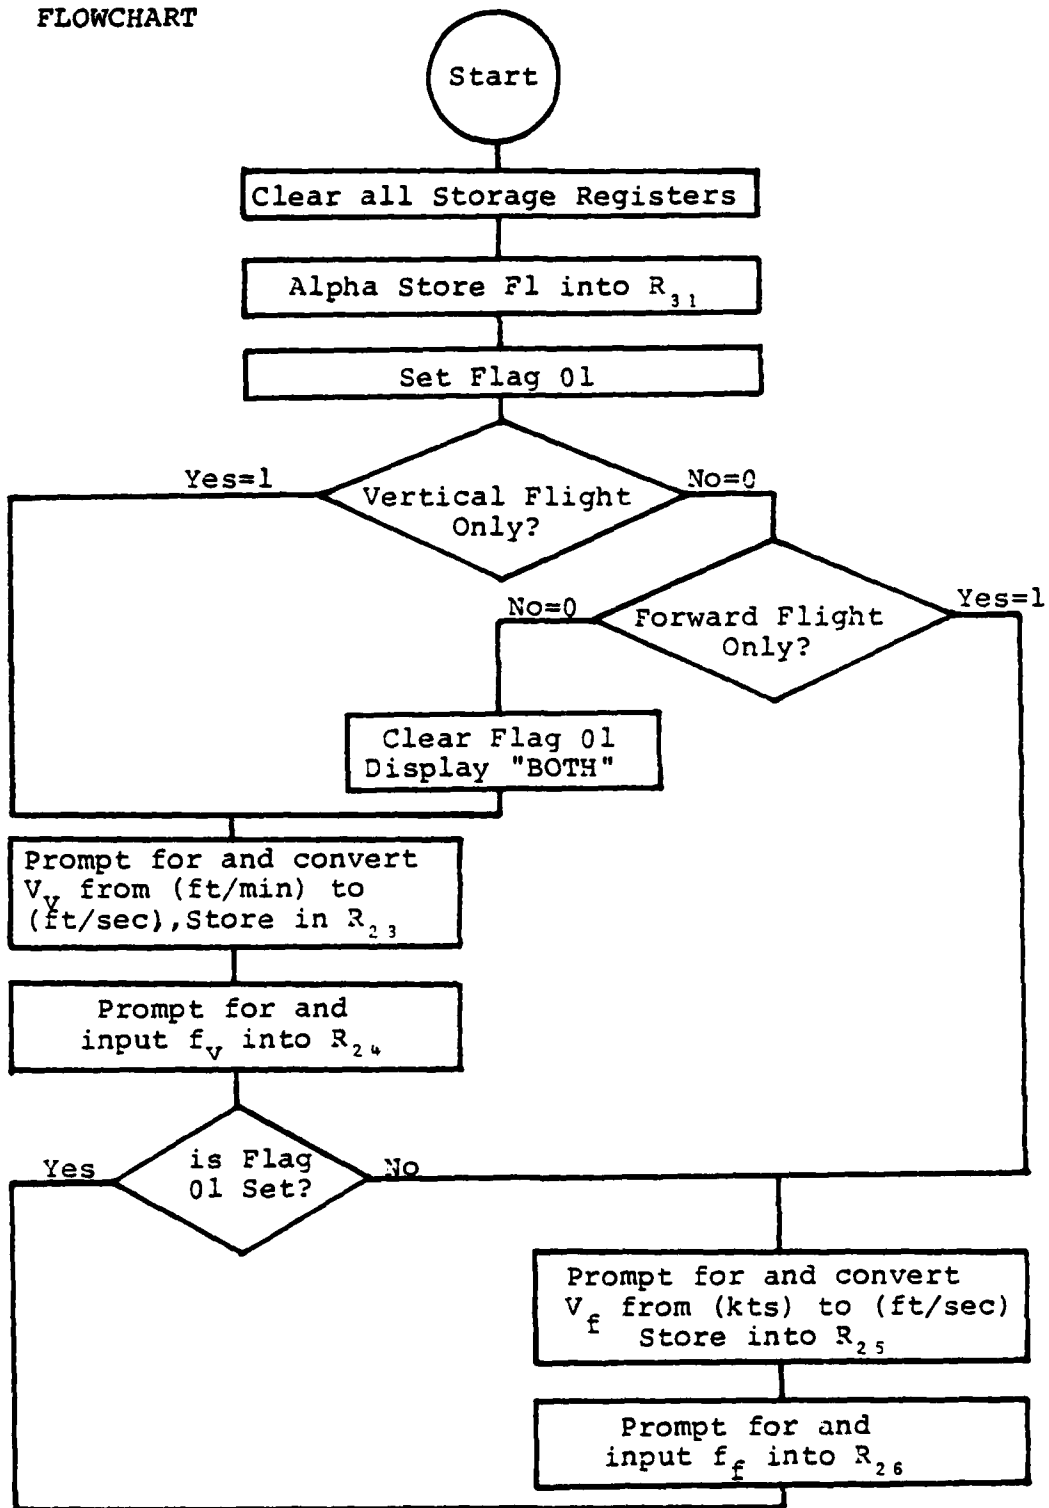 FLOWCHART
Start
Clear all Storage Registers
Alpha Store F1 into R₃₁
Set Flag 01
Yes=1
No=0
Vertical Flight
Only?
No=0
Yes=1
Forward Flight
Only?
Clear Flag 01
Display "BOTH"
Prompt for and convert
V_v from (ft/min) to
(ft/sec),Store in R₂₃
Prompt for and
input f_v into R₂₄
Yes
is Flag
01 Set?
No
Prompt for and convert
V_f from (kts) to (ft/sec)
Store into R₂₅
Prompt for and
input f_f into R₂₆